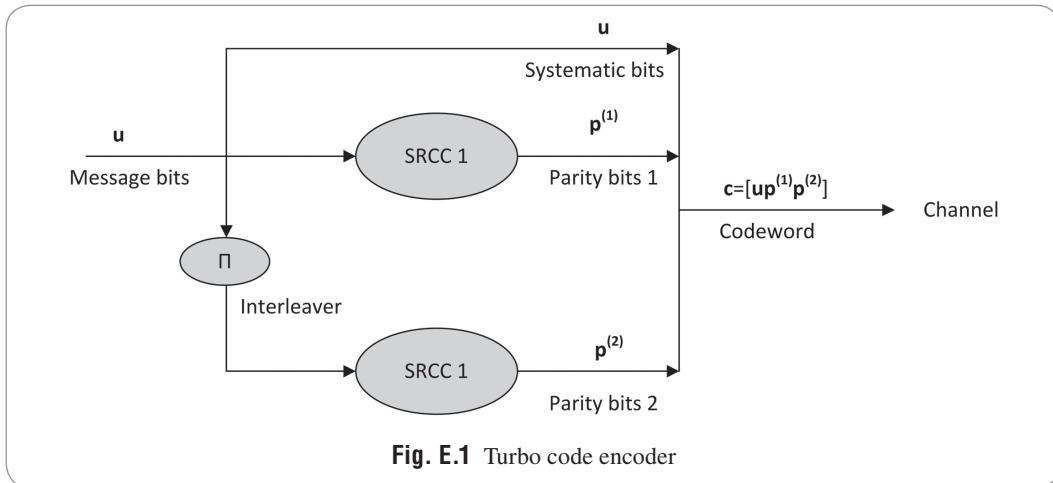 u
Systematic bits
p(1)
u
SRCC 1
Message bits
Parity bits 1
c=[up(1)p(2)]
Channel
Codeword
Π
Interleaver
p(2)
SRCC 1
Parity bits 2
Fig. E.1 Turbo code encoder